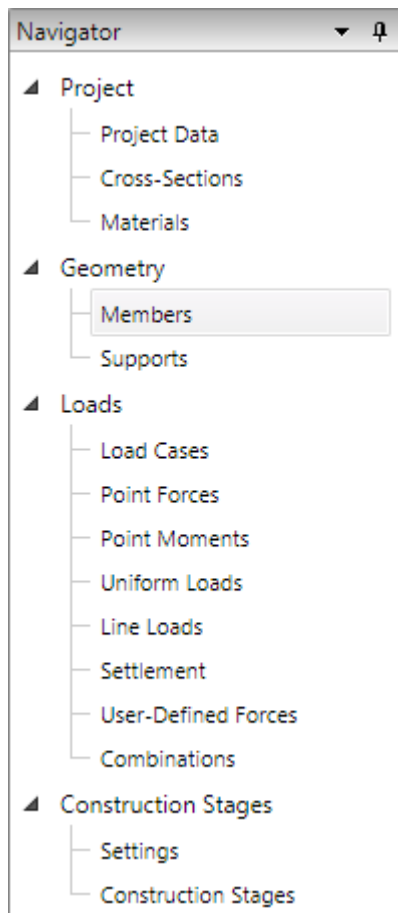 Navigator
Project
Project Data
Cross-Sections
Materials
Geometry
Members
Supports
Loads
Load Cases
Point Forces
Point Moments
Uniform Loads
Line Loads
Settlement
User-Defined Forces
Combinations
Construction Stages
Settings
Construction Stages